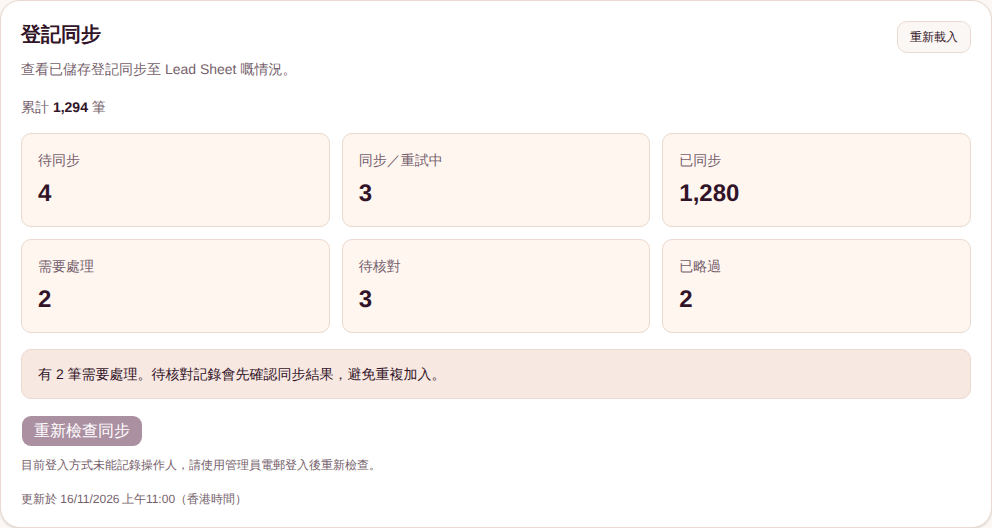 登記同步
重新載入
查看已儲存登記同步至 Lead Sheet 嘅情況。
累計 1,294 筆
待同步
4
同步／重試中
3
已同步
1,280
需要處理
2
待核對
3
已略過
2
有 2 筆需要處理。待核對記錄會先確認同步結果，避免重複加入。
重新檢查同步
目前登入方式未能記錄操作人，請使用管理員電郵登入後重新檢查。
更新於 16/11/2026 上午11:00（香港時間）